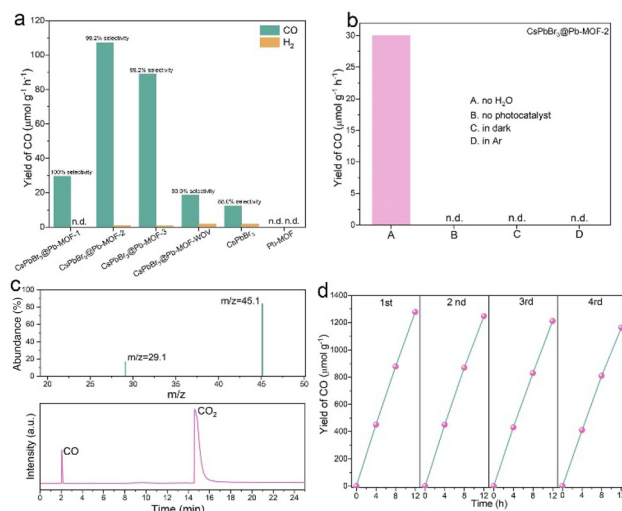 a
CO
H2
Yield of CO (μmol g-1 h-1)
120
100
80
60
40
20
0
100% selectivity
99.2% selectivity
99.2% selectivity
n.d.
n.d. n.d.
CsPbBr3@Pb-MOF-1
CsPbBr3@Pb-MOF-2
CsPbBr3@Pb-MOF-3
CsPbBr3@Pb-MOF-WOV
CsPbBr3
Pb-MOF
b
CsPbBr3@Pb-MOF-2
Yield of CO (μmol g-1 h-1)
30
25
20
15
10
5
0
A. no H2O
B. no photocatalyst
C. in dark
D. in Ar
n.d.
n.d.
n.d.
A
B
C
D
c
Abundance (%)
100
80
60
40
20
0
m/z=29.1
m/z=45.1
20 25 30 35 40 45 50
m/z
Intensity (a.u.)
CO
CO2
0 2 4 6 8 10 12 14 16 18 20 22 24
Time (min)
d
Yield of CO (μmol g-1)
1400
1200
1000
800
600
400
200
0
1st
2 nd
3rd
4rd
0 4 8 12 0 4 8 12 0 4 8 12 0 4 8 12
Time (h)